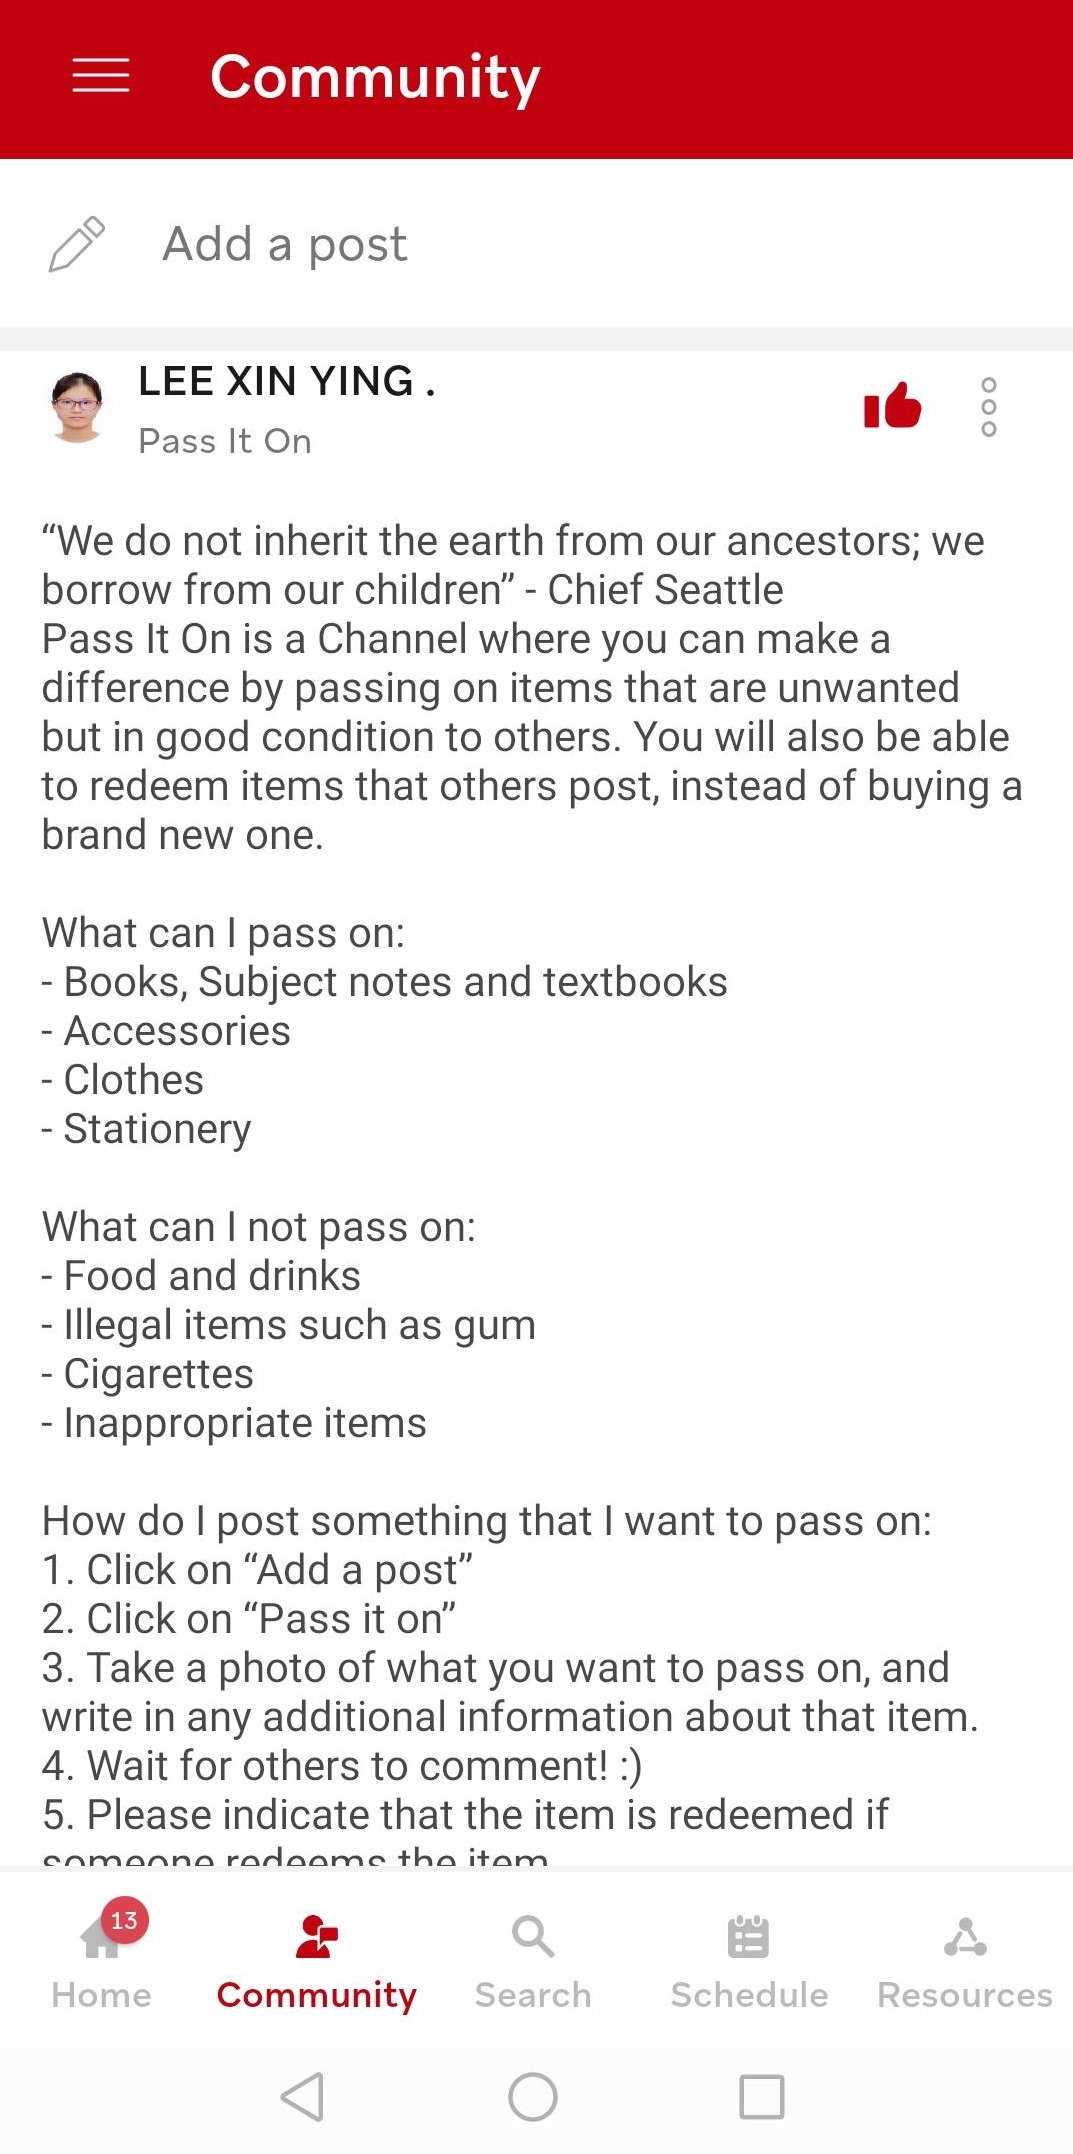 Community
Add a post
LEE XIN YING .
Pass It On
“We do not inherit the earth from our ancestors; we
borrow from our children” - Chief Seattle
Pass It On is a Channel where you can make a
difference by passing on items that are unwanted
but in good condition to others. You will also be able
to redeem items that others post, instead of buying a
brand new one.
What can I pass on:
- Books, Subject notes and textbooks
- Accessories
- Clothes
- Stationery
What can I not pass on:
- Food and drinks
- Illegal items such as gum
- Cigarettes
- Inappropriate items
How do I post something that I want to pass on:
1. Click on “Add a post”
2. Click on “Pass it on”
3. Take a photo of what you want to pass on, and
write in any additional information about that item.
4. Wait for others to comment! :)
5. Please indicate that the item is redeemed if
someone redeems the item
13
Home Community Search Schedule Resources